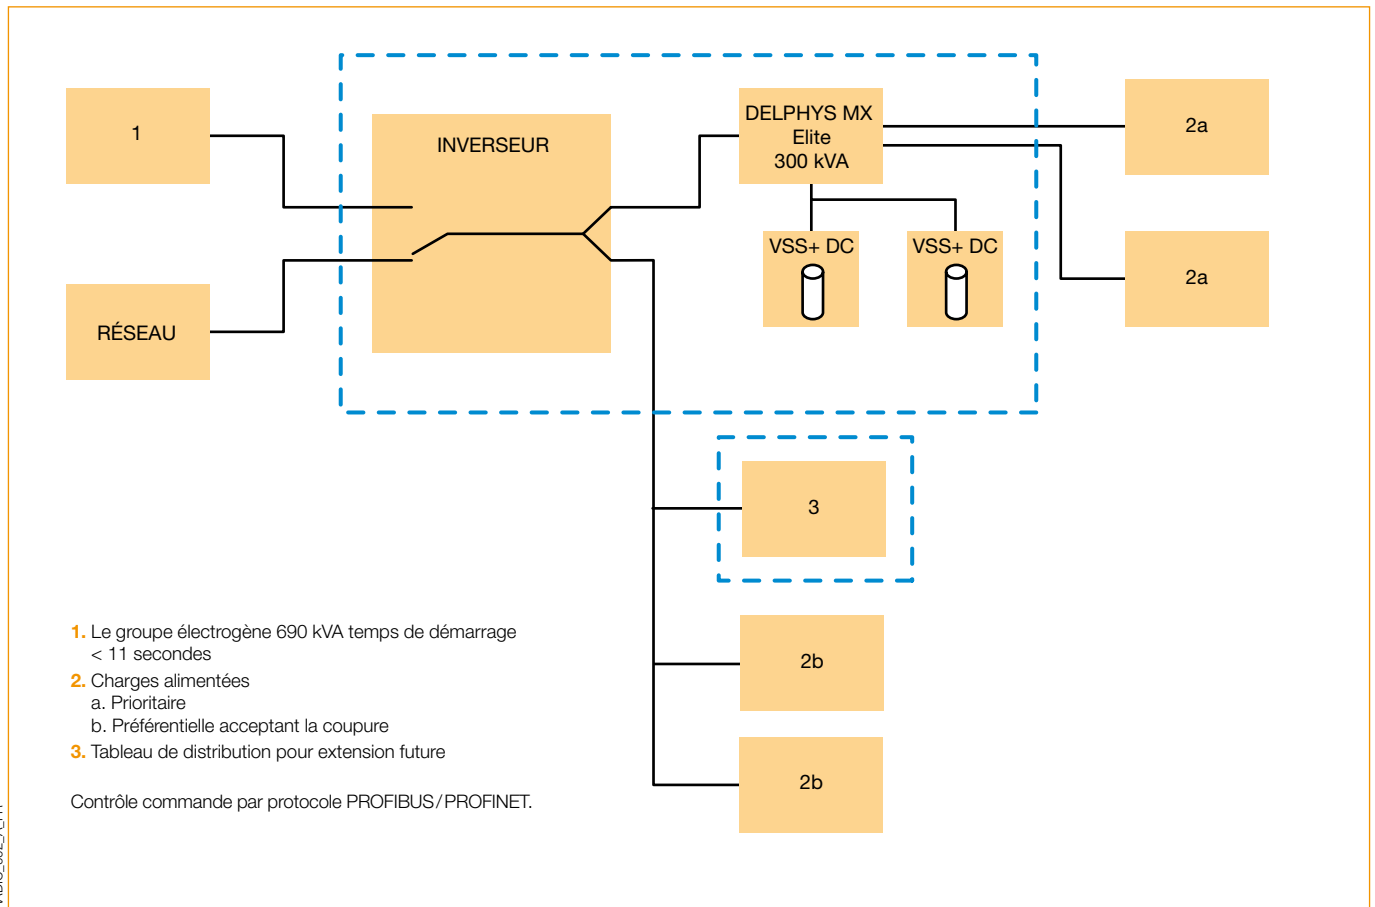 1
INVERSEUR
DELPHYS MX
Elite
300 kVA
2a
VSS+ DC
VSS+ DC
2a
RÉSEAU
3
2b
2b
1. Le groupe électrogène 690 kVA temps de démarrage
< 11 secondes
2. Charges alimentées
a. Prioritaire
b. Préférentielle acceptant la coupure
3. Tableau de distribution pour extension future
Contrôle commande par protocole PROFIBUS/PROFINET.